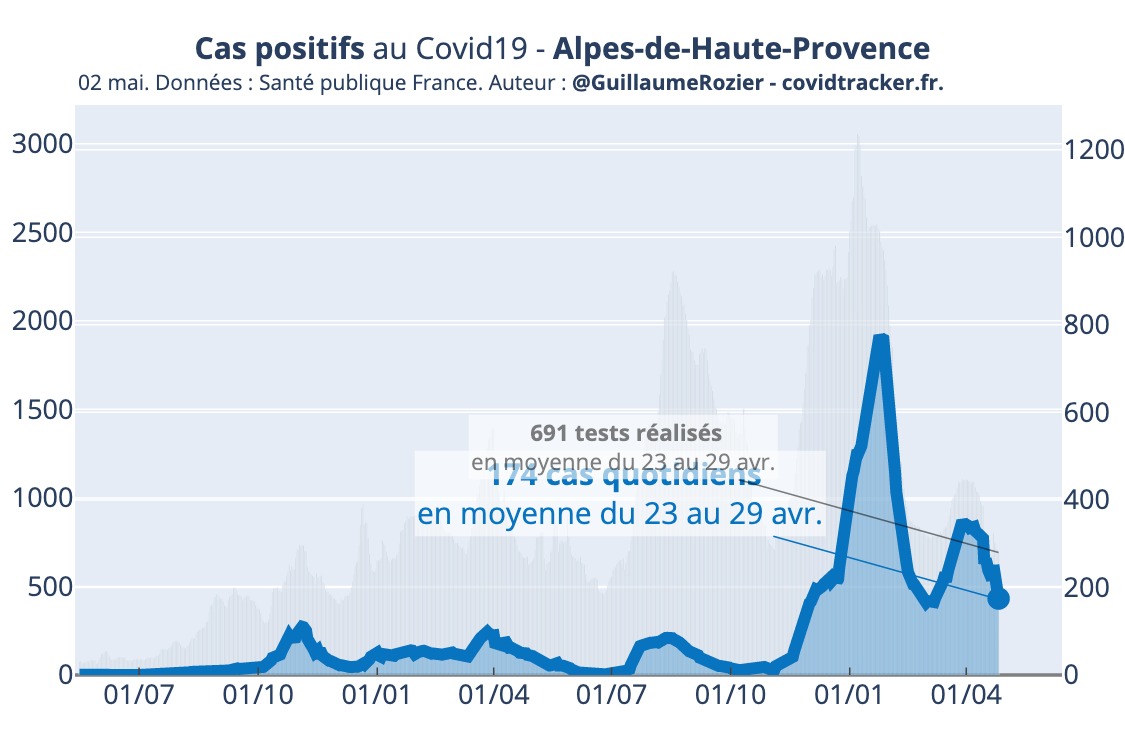 Cas positifs au Covid19 - Alpes-de-Haute-Provence
02 mai. Données : Santé publique France. Auteur : @GuillaumeRozier - covidtracker.fr.
3000
2500
2000
1500
1000
500
0
1200
1000
800
600
400
200
0
691 tests réalisés
en moyenne du 23 au 29 avr.
174 cas quotidiens
en moyenne du 23 au 29 avr.
01/07 01/10 01/01 01/04 01/07 01/10 01/01 01/04